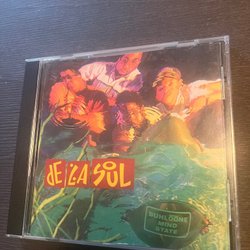 DE LA SOUL
BUHLOONE
MIND
STATE